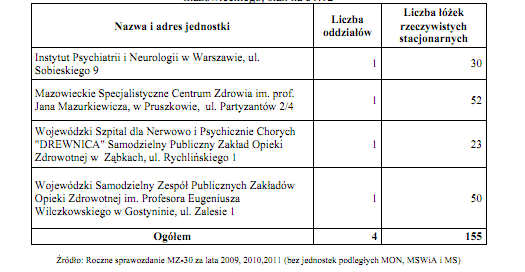 Nazwa i adres jednostki
Liczba oddziałów
Liczba łóżek rzeczywistych stacjonarnych
Instytut Psychiatrii i Neurologii w Warszawie, ul.
Sobieskiego 9
1
30
Mazowieckie Specjalistyczne Centrum Zdrowia im. prof.
Jana Mazurkiewicza, w Pruszkowie, ul. Partyzantów 2/4
1
52
Wojewódzki Szpital dla Nerwowo i Psychicznie Chorych
"DREWNICA" Samodzielny Publiczny Zakład Opieki
Zdrowotnej w Ząbkach, ul. Rychlińskiego 1
1
23
Wojewódzki Samodzielny Zespół Publicznych Zakładów
Opieki Zdrowotnej im. Profesora Eugeniusza
Wilczkowskiego w Gostyninie, ul. Zalesie 1
1
50
Ogółem
4
155
Źródło: Roczne sprawozdanie MZ-30 za lata 2009, 2010,2011 (bez jednostek podległych MON, MSWiA i MS)